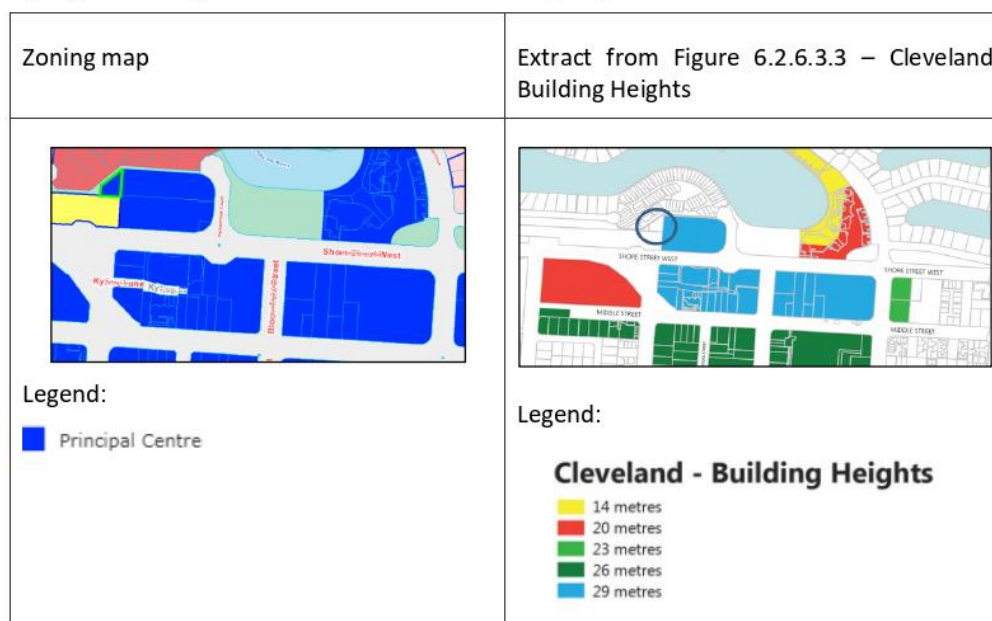 Zoning map
Extract from Figure 6.2.6.3.3 – Cleveland
Building Heights
Shore Street West
Bloomfield Street
SHORE STREET WEST
SHORE STREET WEST
MIDDLE STREET
MIDDLE STREET
Legend:
Principal Centre
Legend:
Cleveland - Building Heights
14 metres
20 metres
23 metres
26 metres
29 metres